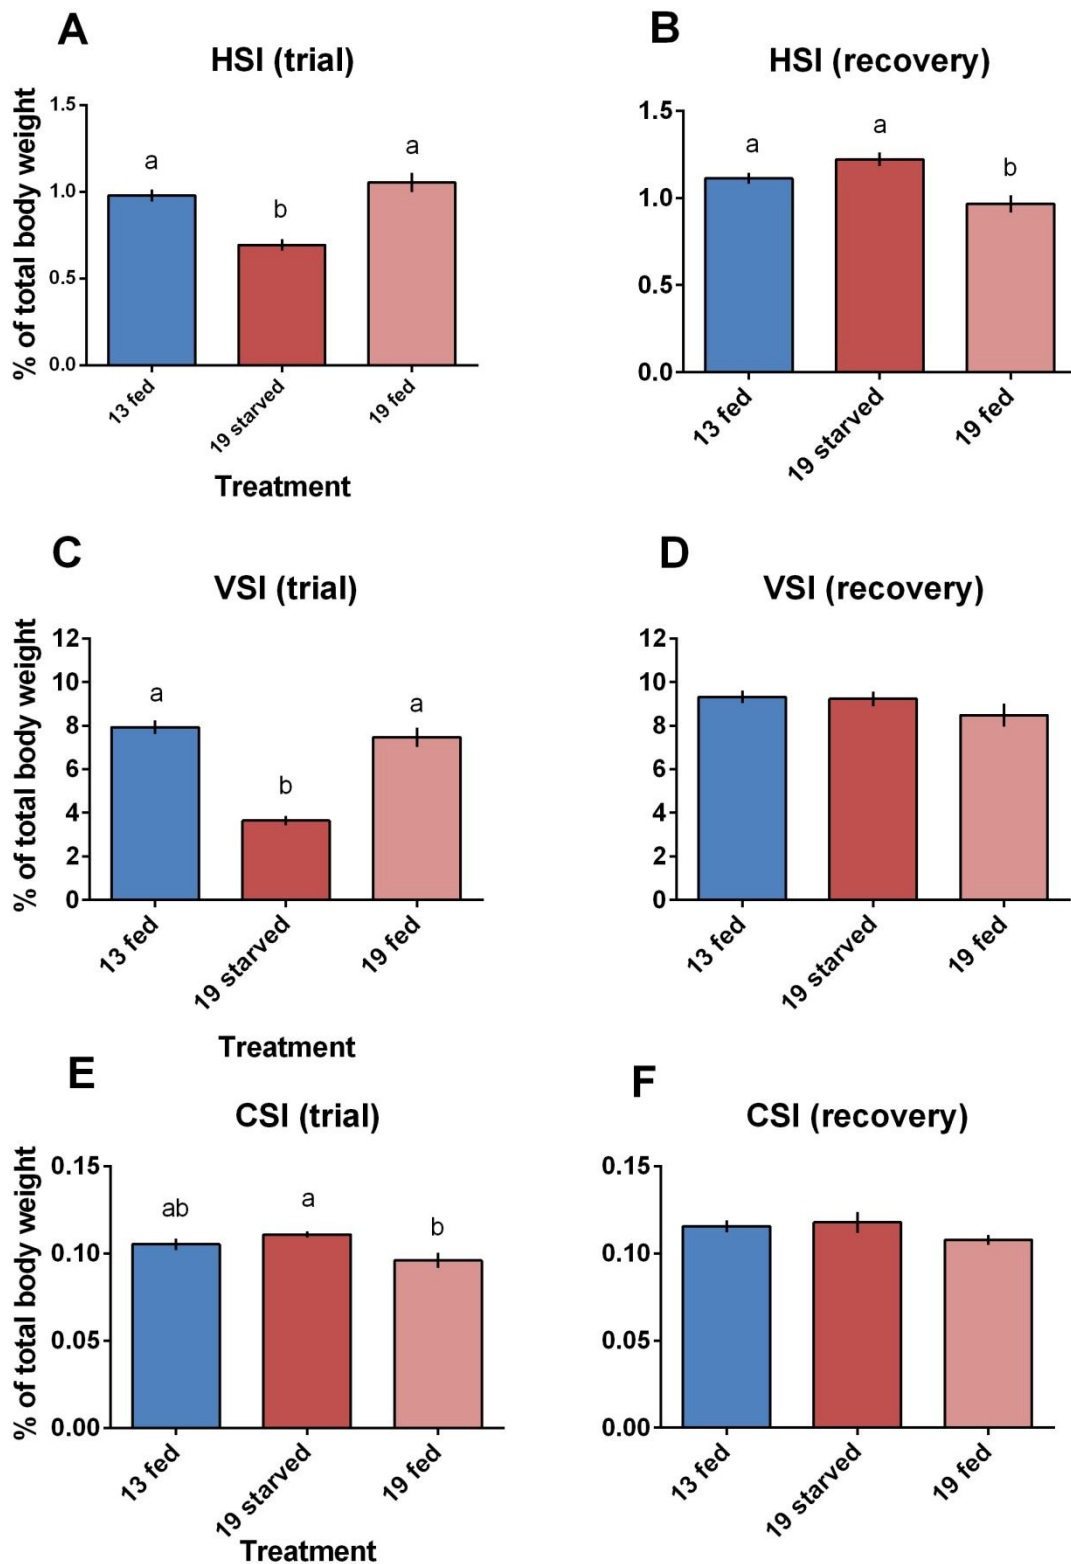 A
HSI (trial)
% of total body weight
1.5
1.0
0.5
0.0
a
b
a
13 fed
19 starved
19 fed
Treatment
B
HSI (recovery)
1.5
1.0
0.5
0.0
a
a
b
13 fed
19 starved
19 fed
C
VSI (trial)
% of total body weight
12
10
8
6
4
2
0
a
b
a
13 fed
19 starved
19 fed
Treatment
D
VSI (recovery)
12
10
8
6
4
2
0
13 fed
19 starved
19 fed
E
CSI (trial)
% of total body weight
0.15
0.10
0.05
0.00
ab
a
b
13 fed
19 starved
19 fed
Treatment
F
CSI (recovery)
0.15
0.10
0.05
0.00
13 fed
19 starved
19 fed